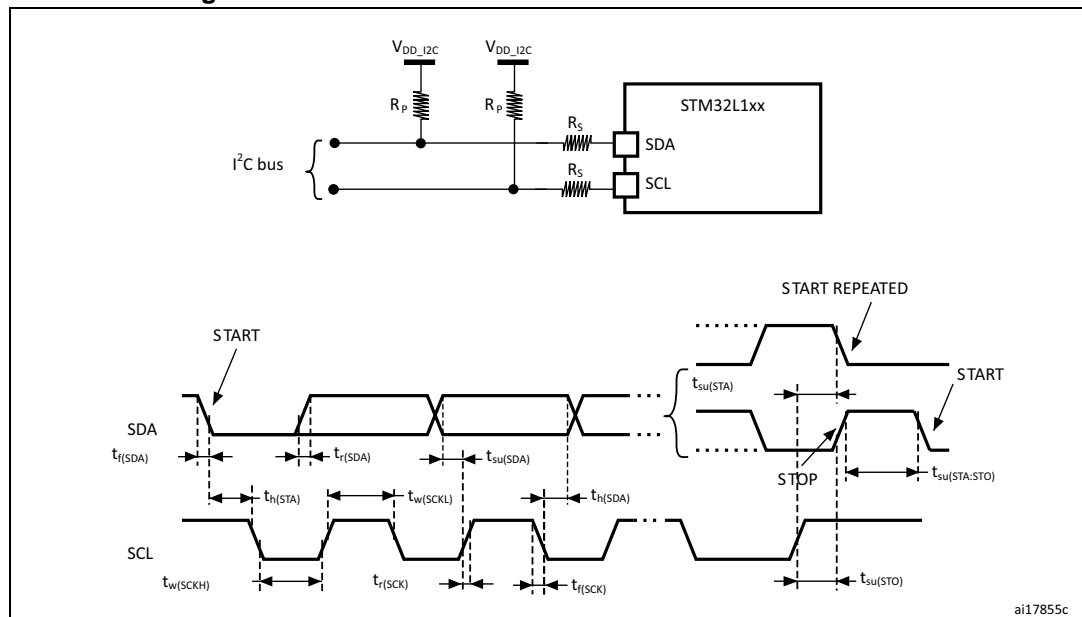 V_DD_I2C V_DD_I2C
R_P R_P STM32L1xx
R_S
SDA
I²C bus
R_S
SCL
START REPEATED
START
t_su(STA) START
SDA
t_f(SDA) t_r(SDA) t_su(SDA)
STOP t_su(STA:STO)
t_h(STA) t_w(SCKL) t_h(SDA)
SCL
t_w(SCKH) t_r(SCK) t_f(SCK) t_su(STO)
ai17855c